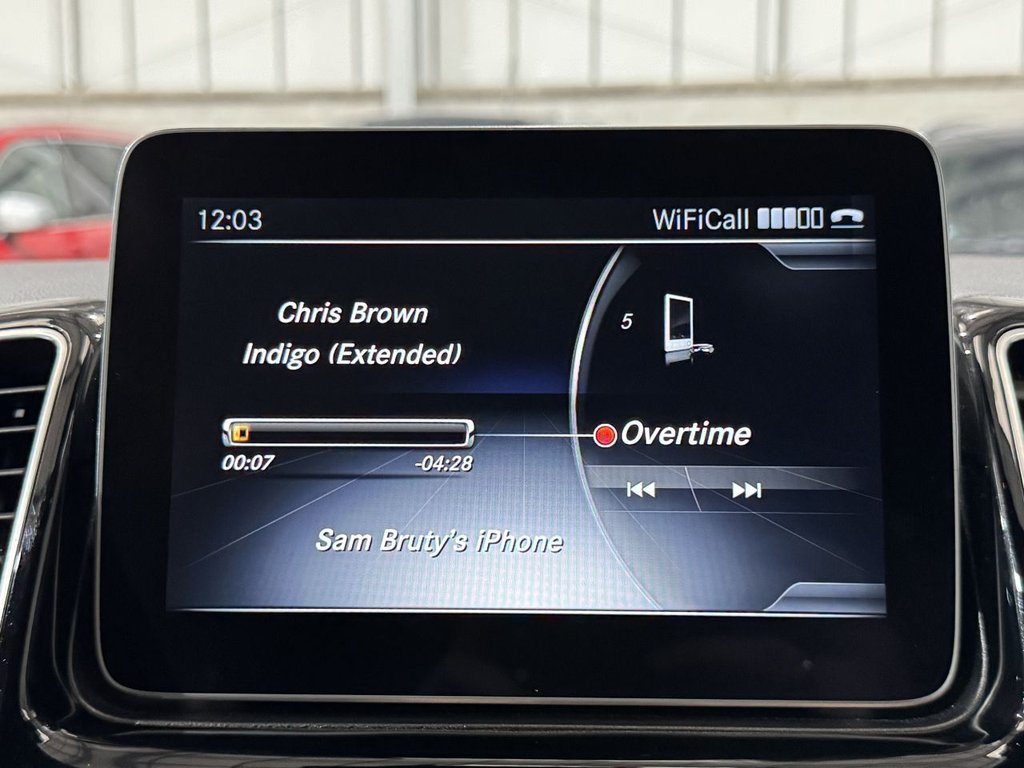 12:03 WiFiCall
Chris Brown
Indigo (Extended)
5
Overtime
00:07 -04:28
Sam Bruty's iPhone